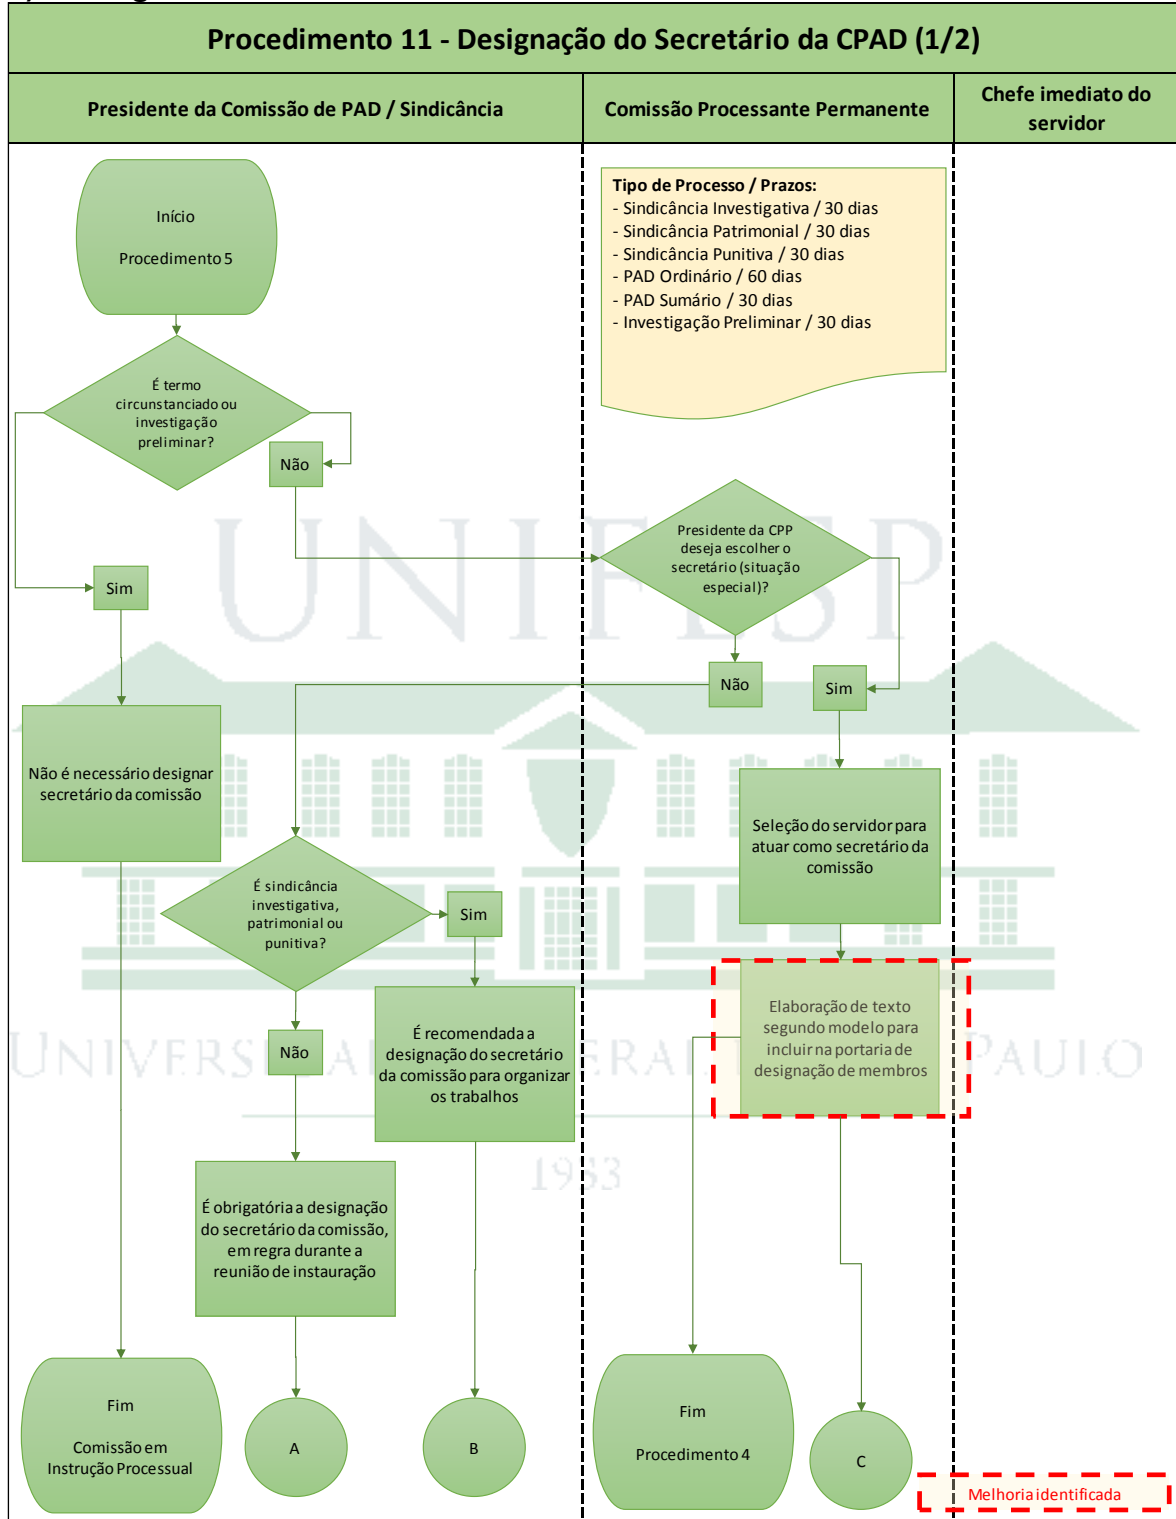 Procedimento 11 - Designação do Secretário da CPAD (1/2)
Presidente da Comissão de PAD / Sindicância
Comissão Processante Permanente
Chefe imediato do
servidor
Início
Procedimento 5
Tipo de Processo / Prazos:
- Sindicância Investigativa / 30 dias
- Sindicância Patrimonial / 30 dias
- Sindicância Punitiva / 30 dias
- PAD Ordinário / 60 dias
- PAD Sumário / 30 dias
- Investigação Preliminar / 30 dias
É termo
circunstanciado ou
investigação
preliminar?
Não
Sim
Presidente da CPP
deseja escolher o
secretário (situação
especial)?
Não
Sim
UNIFESP
Não é necessário designar
secretário da comissão
Seleção do servidor para
atuar como secretário da
comissão
É sindicância
investigativa,
patrimonial ou
punitiva?
Sim
Não
É recomendada a
designação do secretário
da comissão para organizar
os trabalhos
Elaboração de texto
segundo modelo para
incluir na portaria de
designação de membros
PAULO
É obrigatória a designação
do secretário da comissão,
em regra durante a
reunião de instauração
Fim
Comissão em
Instrução Processual
A
B
Fim
Procedimento 4
C
Melhoria identificada